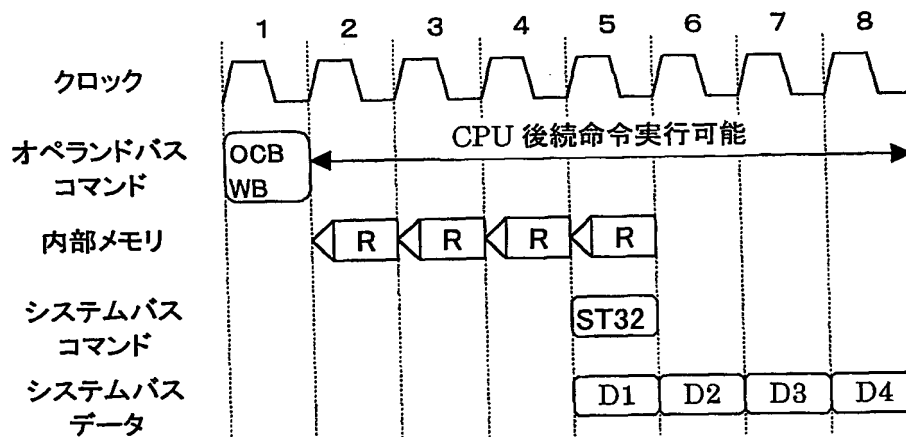 1 2 3 4 5 6 7 8
クロック
CPU 後続命令実行可能
オペランドバス
コマンド
OCB
WB
内部メモリ
R R R R
システムバス
コマンド
ST32
システムバス
データ
D1 D2 D3 D4